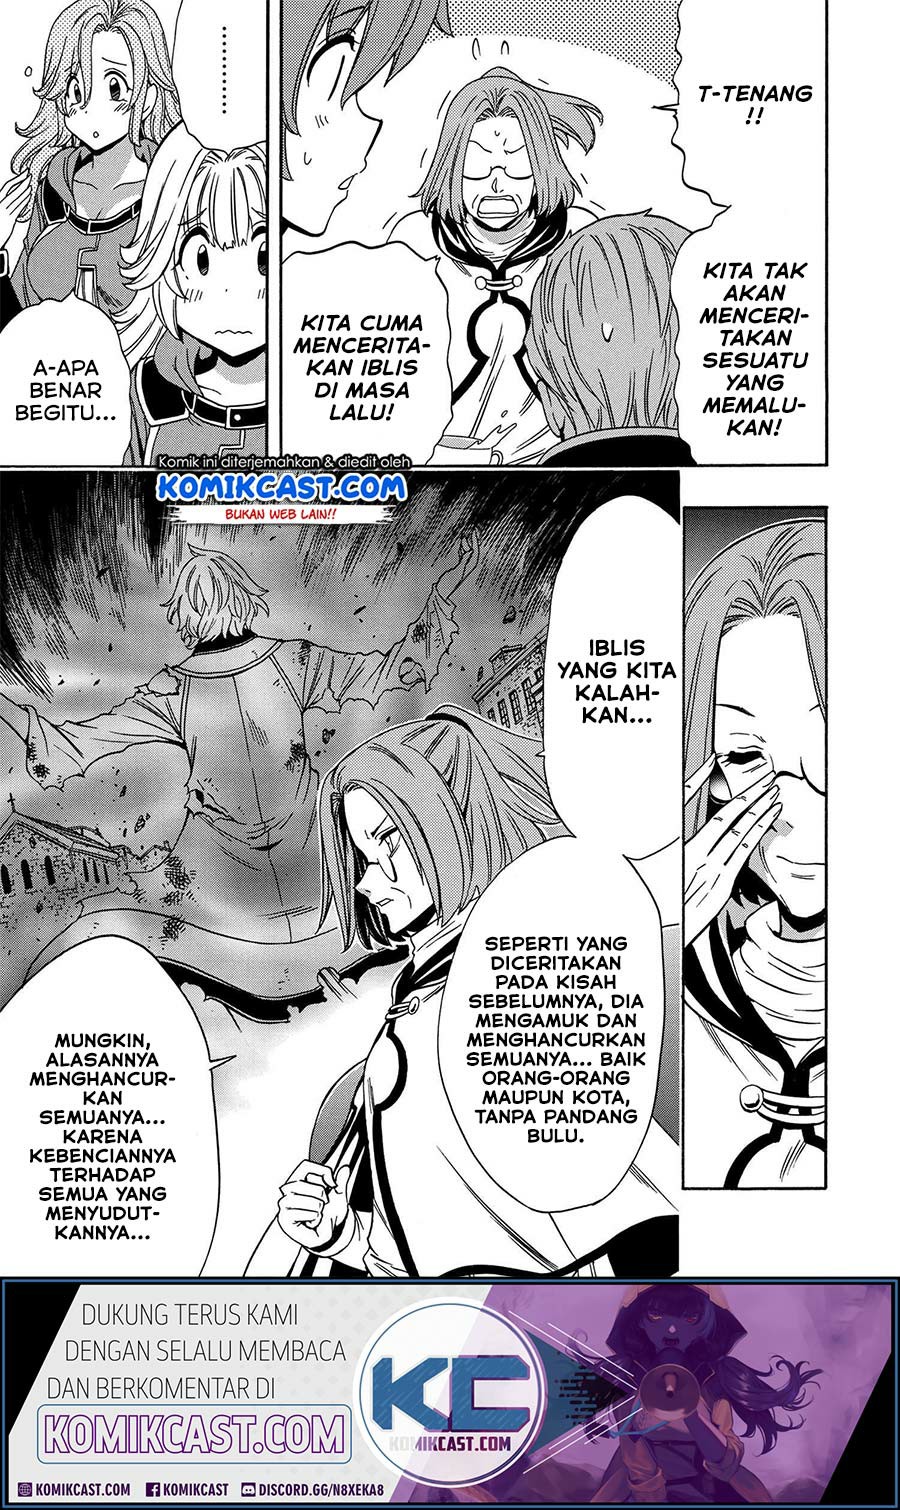 T-TENANG
!!
KITA TAK
AKAN
MENCERI-
TAKAN
SESUATU
YANG
MEMALU-
KAN!
KITA CUMA
MENCERITA-
KAN IBLIS
DI MASA
LALU!
.........
A-APA
BENAR
BEGITU...
Komik ini diterjemahkan & diedit oleh
KOMIKCAST.COM
BUKAN WEB LAIN!!
IBLIS
YANG KITA
KALAH-
KAN...
SEPERTI YANG
DICERITAKAN
PADA KISAH
SEBELUMNYA, DIA
MENGAMUK DAN
MENGHANCURKAN
SEMUANYA... BAIK
ORANG-ORANG
MAUPUN KOTA,
TANPA PANDANG
BULU.
MUNGKIN,
ALASANNYA
MENGHANCUR-
KAN
SEMUANYA...
KARENA
KEBENCIANNYA
TERHADAP
SEMUA YANG
MENYUDUT-
KANNYA...
DUKUNG TERUS KAMI
DENGAN SELALU MEMBACA
DAN BERKOMENTAR DI
KOMIKCAST.COM
KOMIKCAST.COM
KOMIKCAST
DISCORD.GG/N8XEKA8
KC
KOMIKCAST.COM